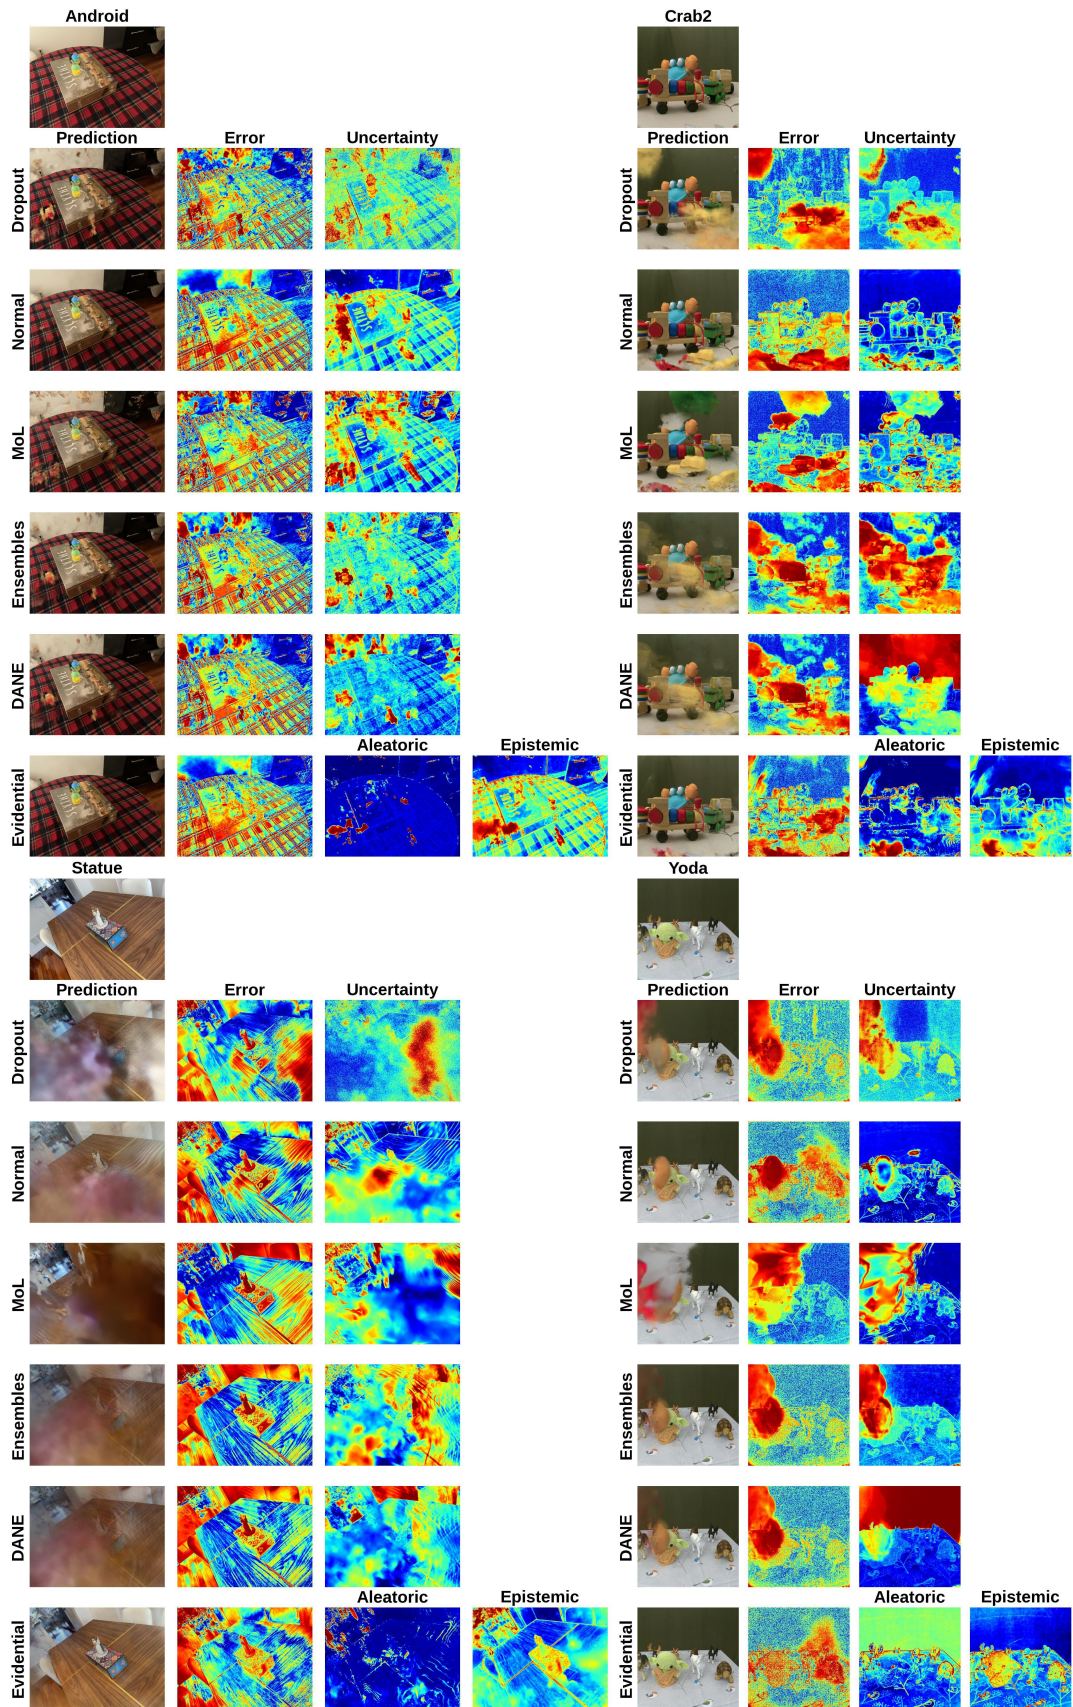 Android
Prediction Error Uncertainty
Dropout
Normal
MoL
Ensembles
DANE
Aleatoric Epistemic
Evidential
Crab2
Prediction Error Uncertainty
Dropout
Normal
MoL
Ensembles
DANE
Aleatoric Epistemic
Evidential
Statue
Prediction Error Uncertainty
Dropout
Normal
MoL
Ensembles
DANE
Aleatoric Epistemic
Evidential
Yoda
Prediction Error Uncertainty
Dropout
Normal
MoL
Ensembles
DANE
Aleatoric Epistemic
Evidential